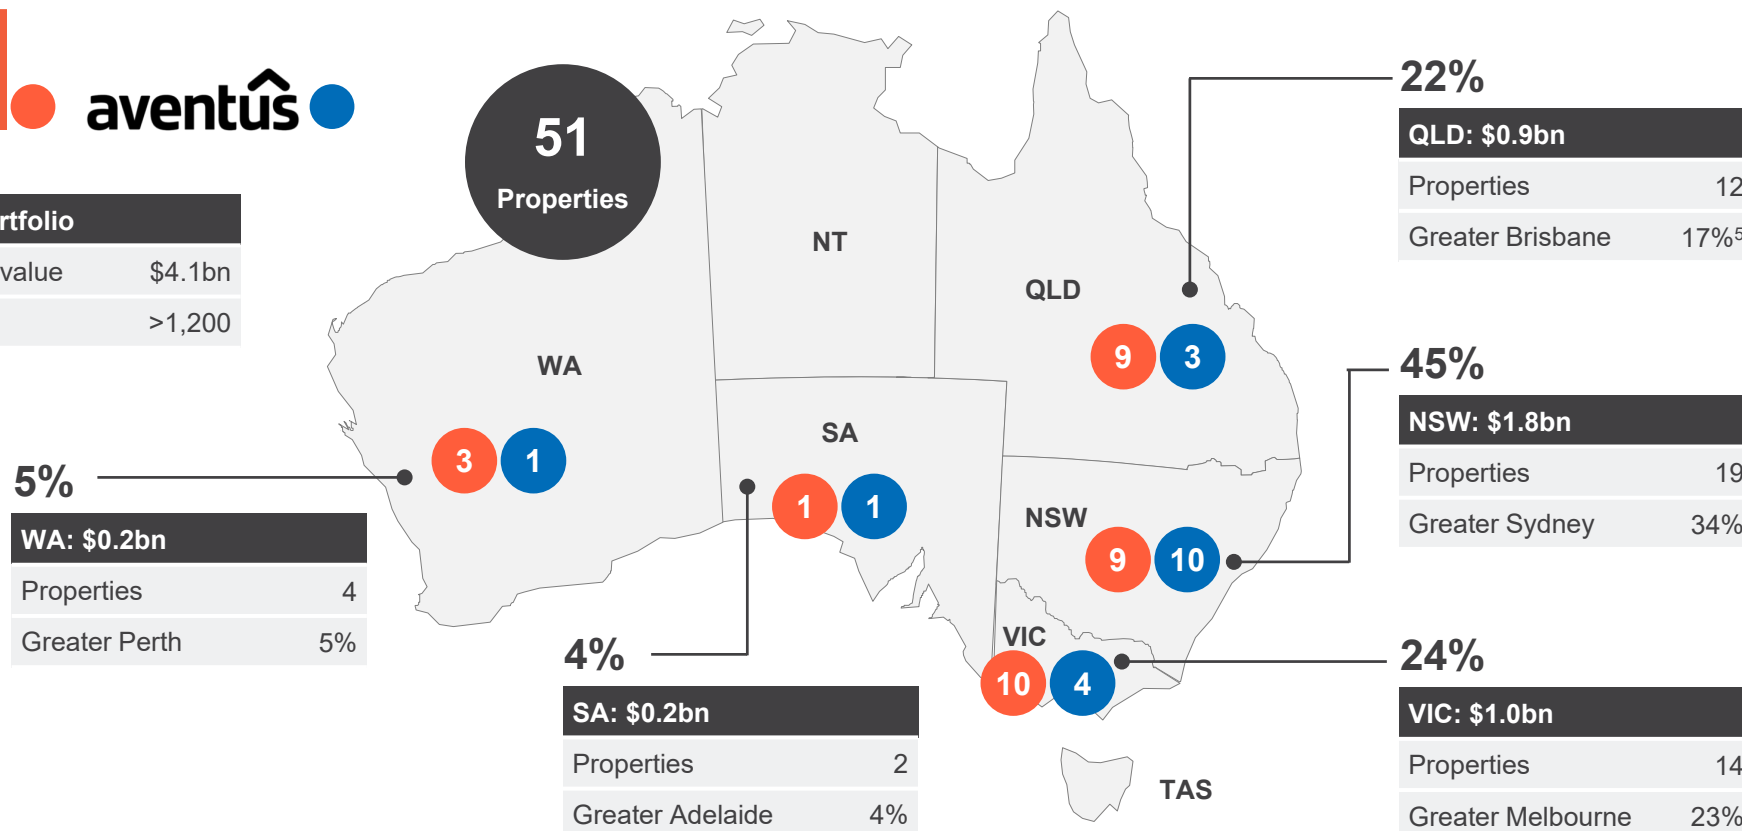 aventus
rtfolio
value $4.1bn
>1,200
51
Properties
NT
QLD
9 3
WA
3 1
SA
1 1
NSW
9 10
VIC
10 4
TAS
22%
QLD: $0.9bn
Properties 12
Greater Brisbane 17%⁵
45%
NSW: $1.8bn
Properties 19
Greater Sydney 34%
24%
VIC: $1.0bn
Properties 14
Greater Melbourne 23%
5%
WA: $0.2bn
Properties 4
Greater Perth 5%
4%
SA: $0.2bn
Properties 2
Greater Adelaide 4%